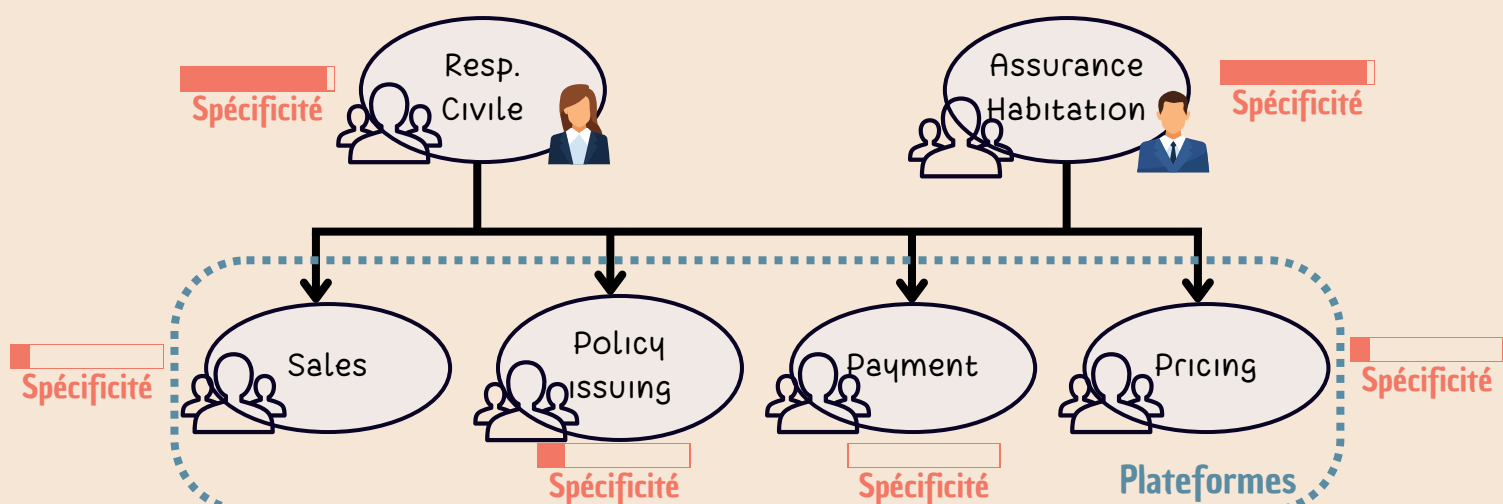 Resp.
Civile
Spécificité
Assurance
Habitation
Spécificité
Sales
Spécificité
Policy
issuing
Spécificité
Payment
Spécificité
Pricing
Spécificité
Plateformes